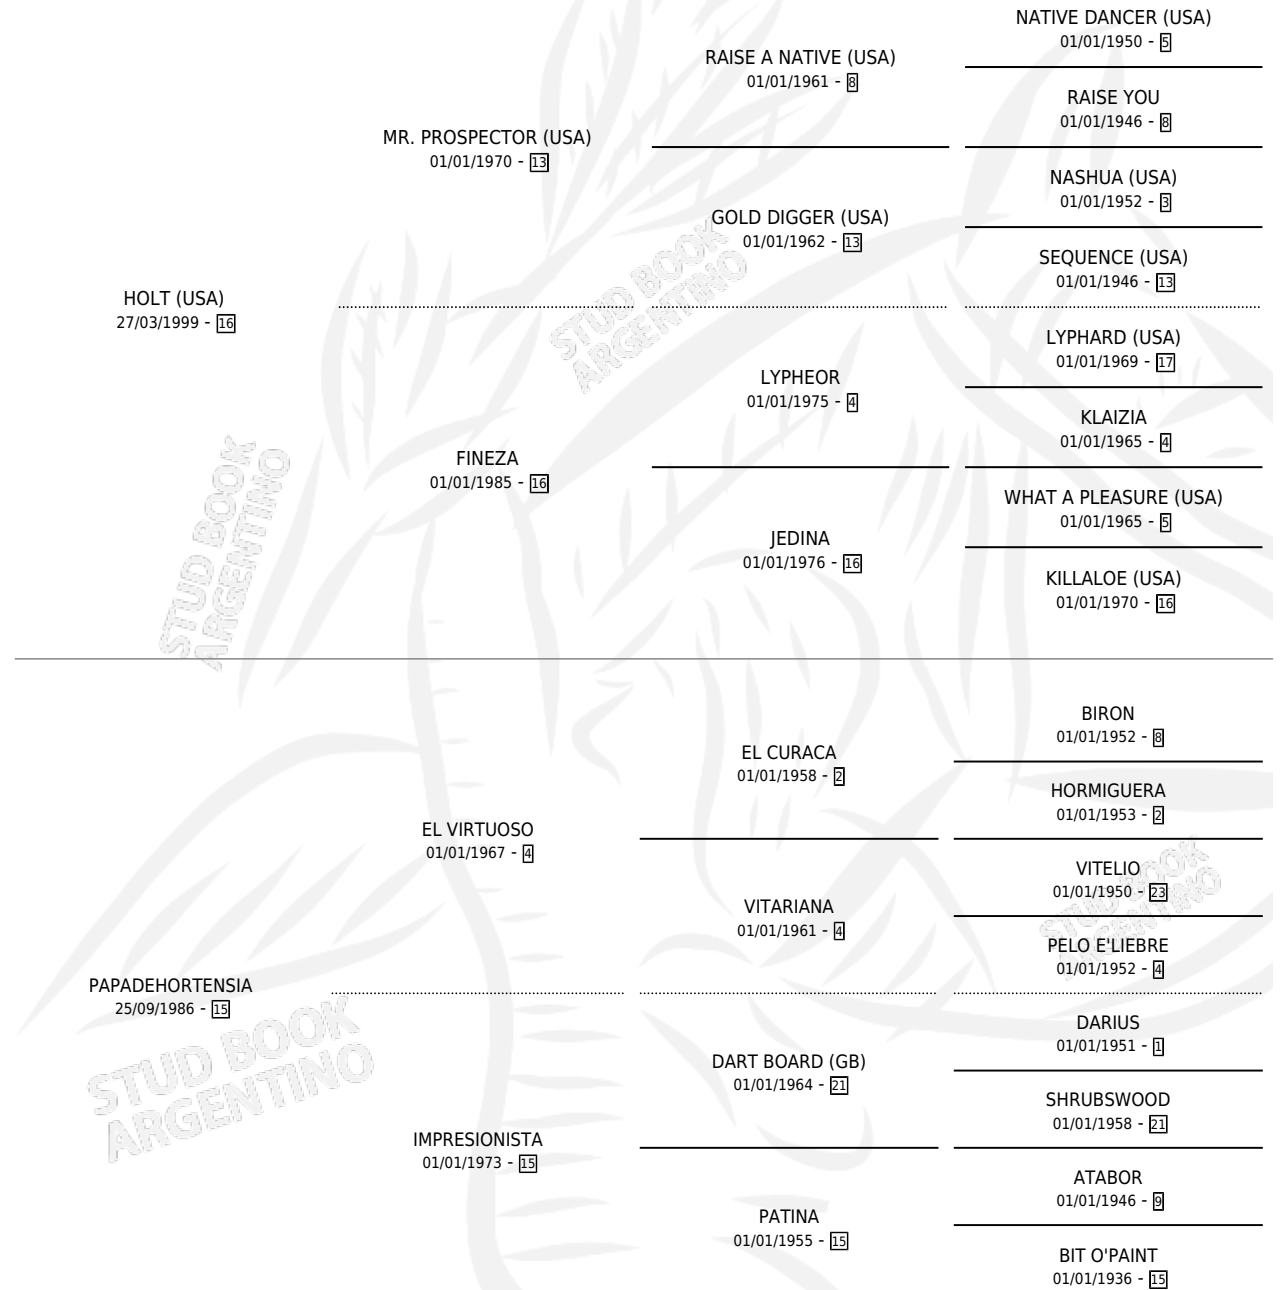 NATIVE DANCER (USA)
01/01/1950 - 5
RAISE A NATIVE (USA)
01/01/1961 - 8
RAISE YOU
01/01/1946 - 8
MR. PROSPECTOR (USA)
01/01/1970 - 13
NASHUA (USA)
01/01/1952 - 3
GOLD DIGGER (USA)
01/01/1962 - 13
SEQUENCE (USA)
01/01/1946 - 13
HOLT (USA)
27/03/1999 - 16
STUD BOOK
ARGENTINO
LYPHARD (USA)
01/01/1969 - 17
LYPHEOR
01/01/1975 - 4
KLAIZIA
01/01/1965 - 4
FINEZA
01/01/1985 - 16
WHAT A PLEASURE (USA)
01/01/1965 - 5
JEDINA
01/01/1976 - 16
KILLALOE (USA)
01/01/1970 - 16
STUD BOOK
ARGENTINO
BIRON
01/01/1952 - 8
EL CURACA
01/01/1958 - 2
HORMIGUERA
01/01/1953 - 2
EL VIRTUOSO
01/01/1967 - 4
VITELIO
01/01/1950 - 23
VITARIANA
01/01/1961 - 4
STUD BOOK
ARGENTINO
PELO E'LIEBRE
01/01/1952 - 4
PAPADEHORTENSIA
25/09/1986 - 15
STUD BOOK
ARGENTINO
DARIUS
01/01/1951 - 1
DART BOARD (GB)
01/01/1964 - 21
SHRUBSWOOD
01/01/1958 - 21
IMPRESIONISTA
01/01/1973 - 15
ATABOR
01/01/1946 - 9
PATINA
01/01/1955 - 15
BIT O'PAINT
01/01/1936 - 15